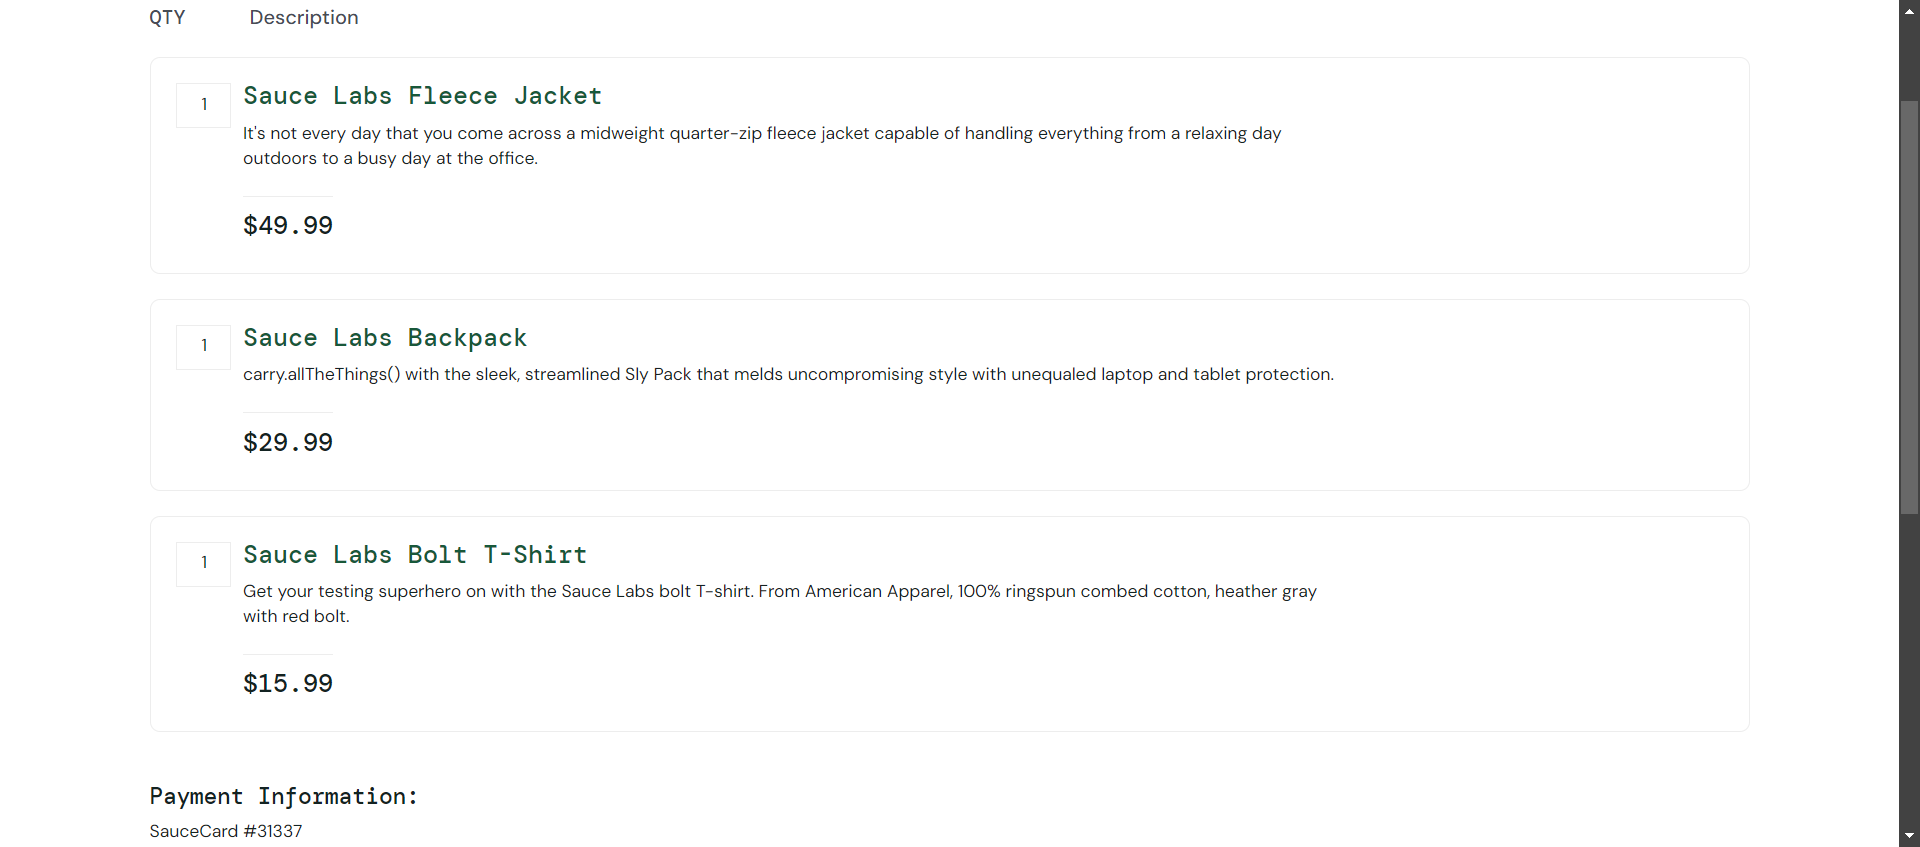 QTY Description
1 Sauce Labs Fleece Jacket
It's not every day that you come across a midweight quarter-zip fleece jacket capable of handling everything from a relaxing day
outdoors to a busy day at the office.
$49.99
1 Sauce Labs Backpack
carry.allTheThings() with the sleek, streamlined Sly Pack that melds uncompromising style with unequaled laptop and tablet protection.
$29.99
1 Sauce Labs Bolt T-Shirt
Get your testing superhero on with the Sauce Labs bolt T-shirt. From American Apparel, 100% ringspun combed cotton, heather gray
with red bolt.
$15.99
Payment Information:
SauceCard #31337